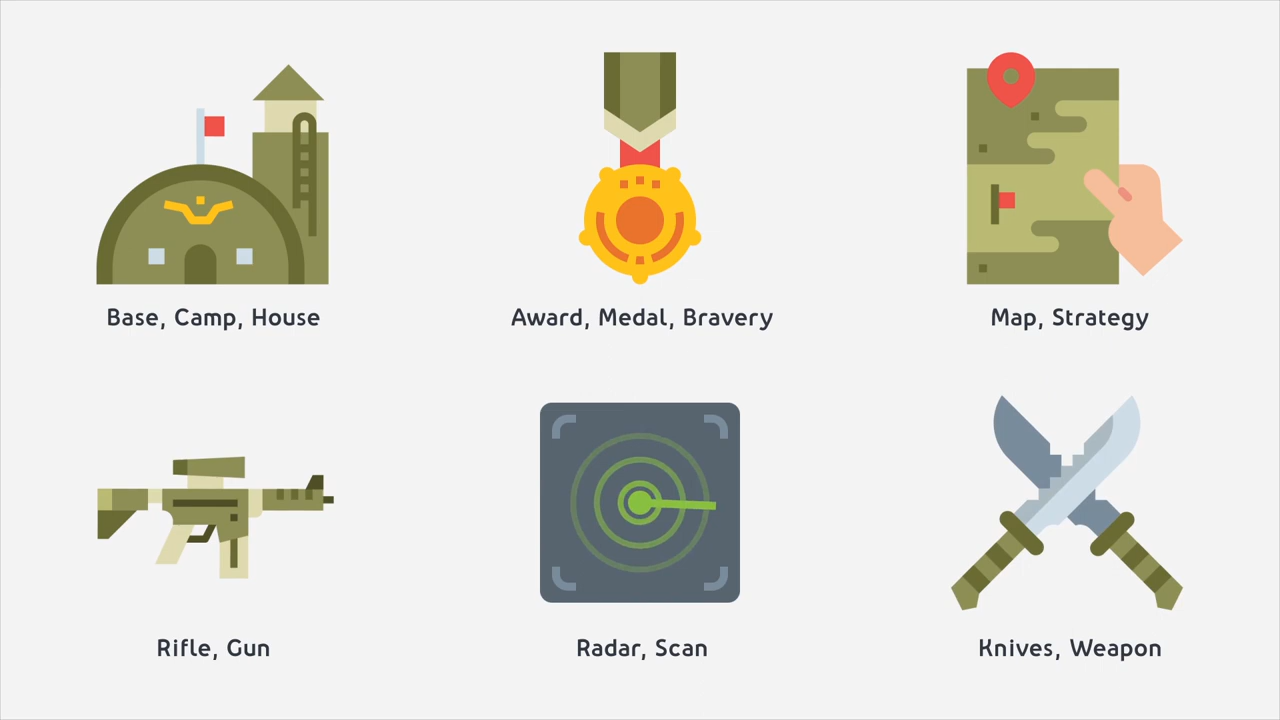 Base, Camp, House
Award, Medal, Bravery
Map, Strategy
Rifle, Gun
Radar, Scan
Knives, Weapon